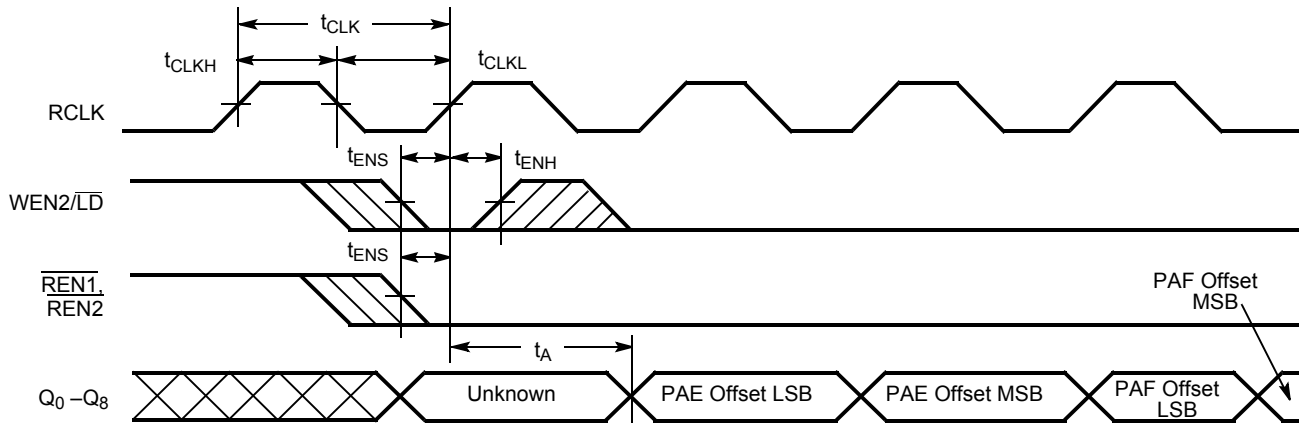 tCLK
tCLKH
tCLKL
RCLK
tENS
tENH
WEN2/LD
tENS
REN1,
REN2
PAF Offset
MSB
tA
Q0 –Q8
Unknown
PAE Offset LSB
PAE Offset MSB
PAF Offset
LSB